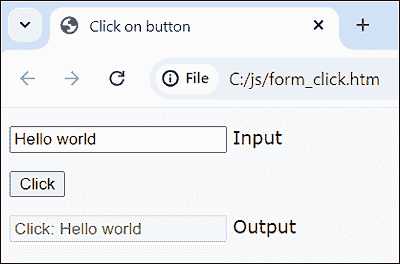 Click on button
File C:/js/form_click.htm
Hello world Input
Click
Click: Hello world Output